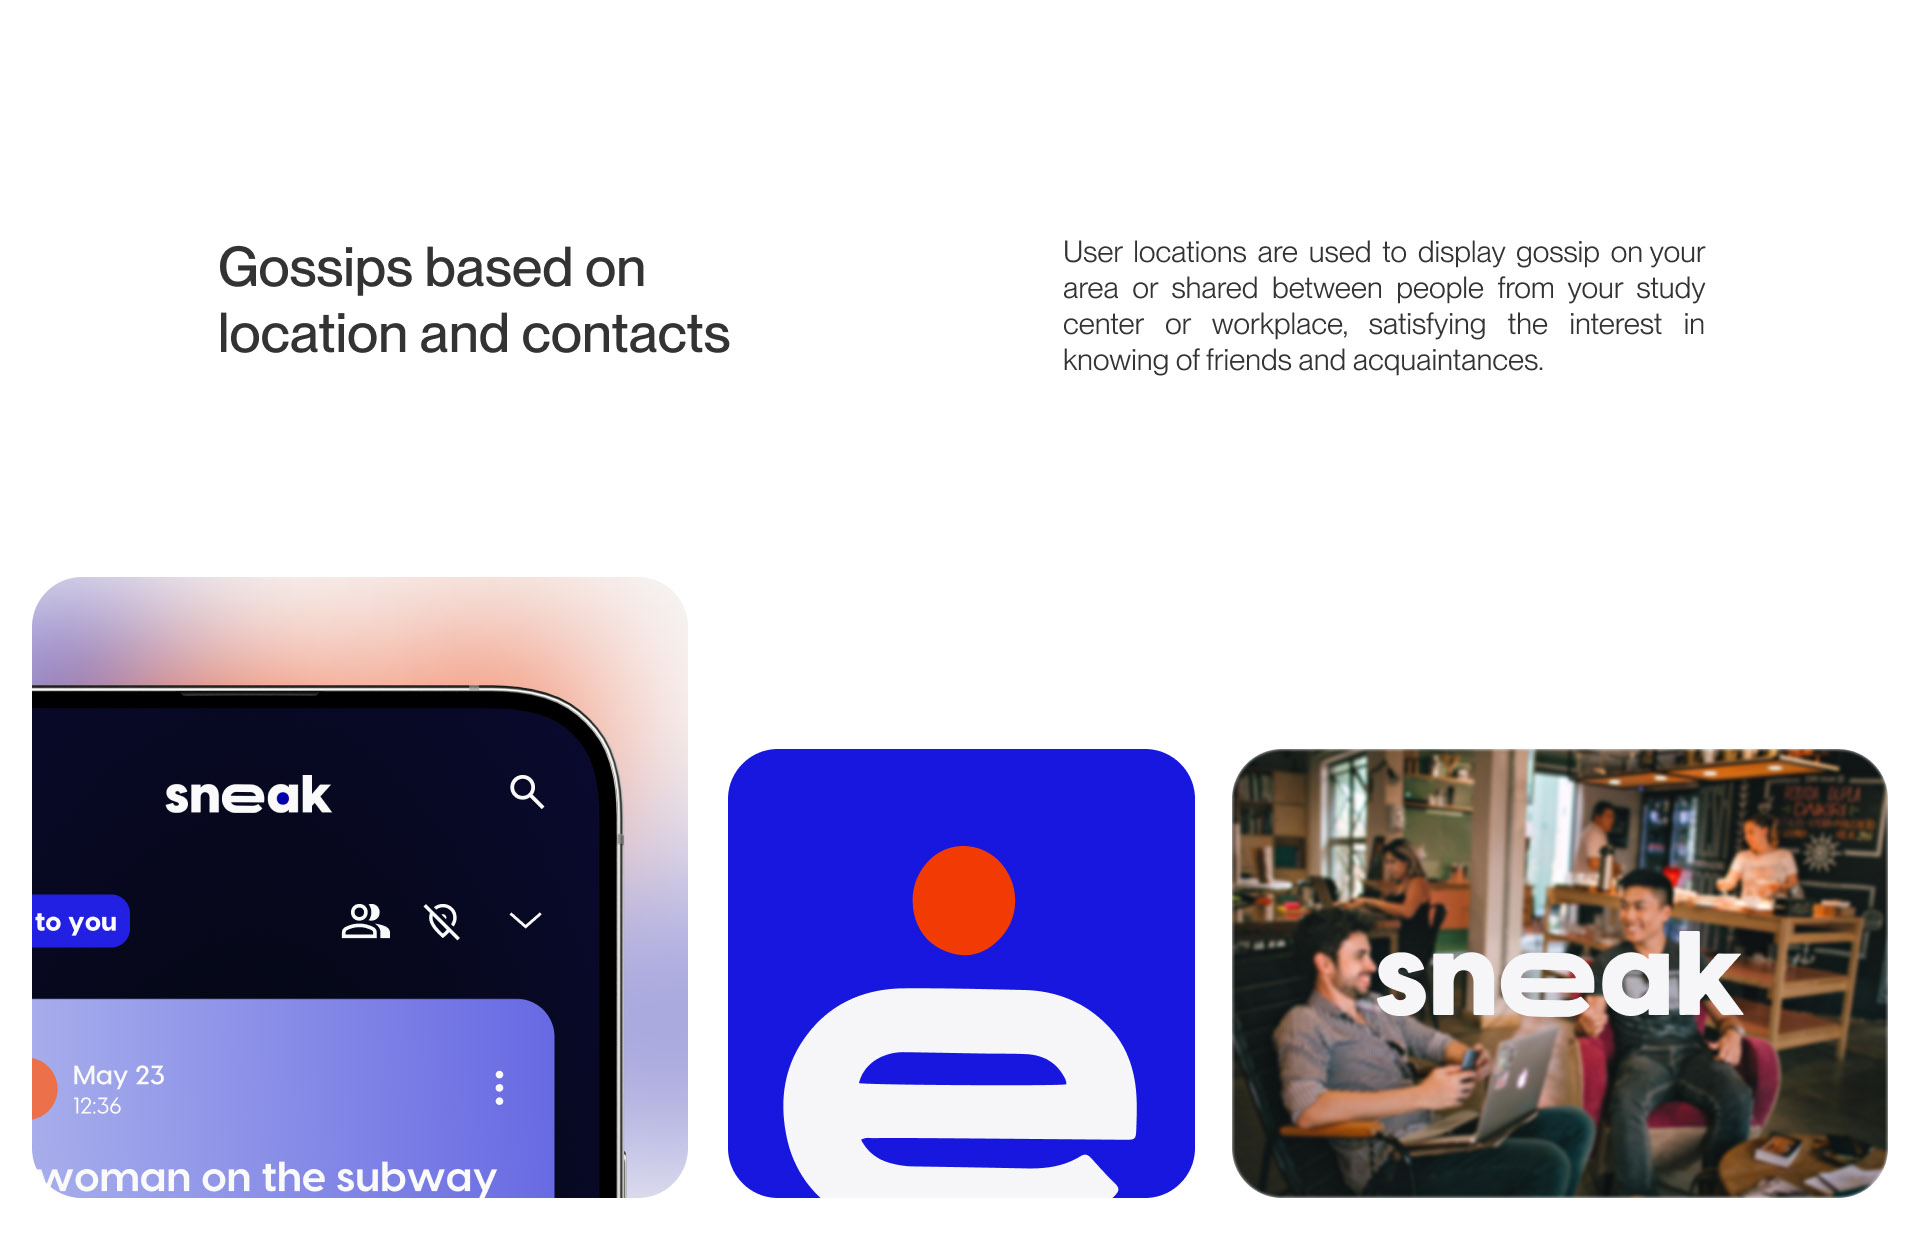 Gossips based on
location and contacts
User locations are used to display gossip on your
area or shared between people from your study
center or workplace, satisfying the interest in
knowing of friends and acquaintances.
sneak
to you
May 23
12:36
woman on the subway
e
sneak